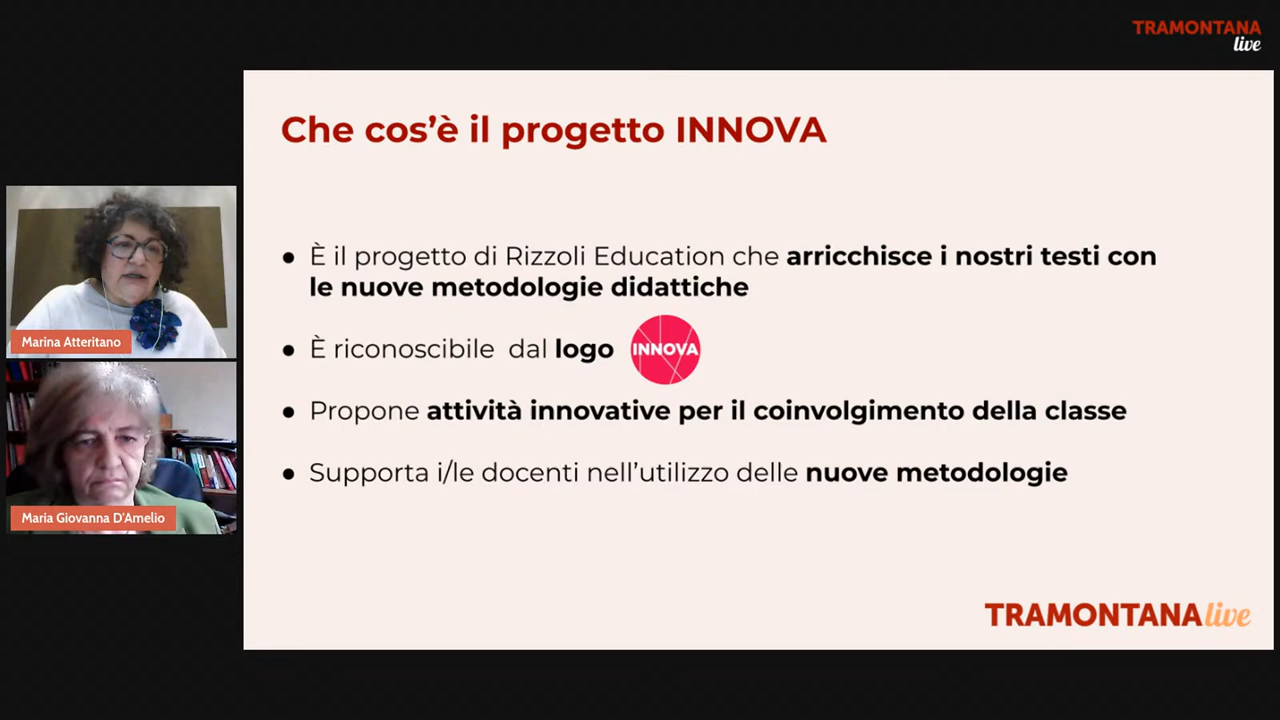 TRAMONTANA
live
Che cos'è il progetto INNOVA
● È il progetto di Rizzoli Education che arricchisce i nostri testi con
le nuove metodologie didattiche
● È riconoscibile dal logo INNOVA
● Propone attività innovative per il coinvolgimento della classe
● Supporta i/le docenti nell'utilizzo delle nuove metodologie
Marina Atteritano
Maria Giovanna D'Amelio
TRAMONTANA live